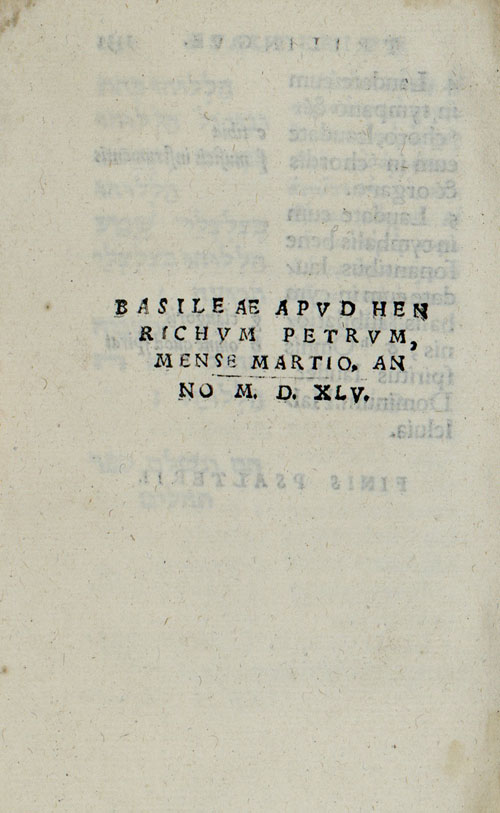 BASILEAE APVD HEN
RICHVM PETRVM,
MENSE MARTIO. AN
NO M. D. XLV.